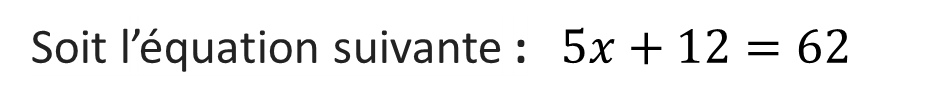 Soit l’équation suivante : 5x + 12 = 62